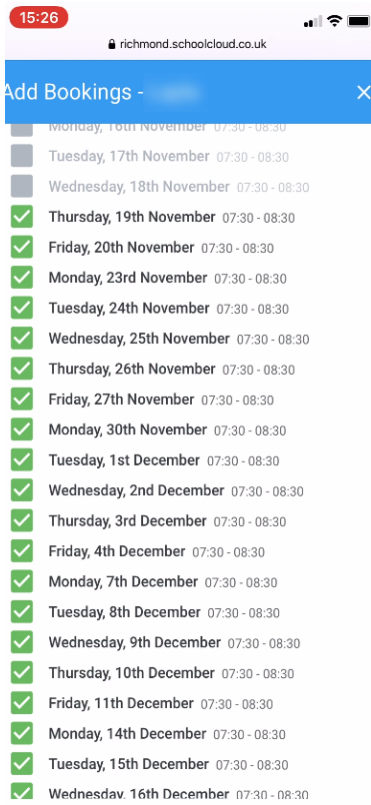 15:26
richmond.schoolcloud.co.uk
Add Bookings -
Monday, 16th November 07:30 - 08:30
Tuesday, 17th November 07:30 - 08:30
Wednesday, 18th November 07:30 - 08:30
Thursday, 19th November 07:30 - 08:30
Friday, 20th November 07:30 - 08:30
Monday, 23rd November 07:30 - 08:30
Tuesday, 24th November 07:30 - 08:30
Wednesday, 25th November 07:30 - 08:30
Thursday, 26th November 07:30 - 08:30
Friday, 27th November 07:30 - 08:30
Monday, 30th November 07:30 - 08:30
Tuesday, 1st December 07:30 - 08:30
Wednesday, 2nd December 07:30 - 08:30
Thursday, 3rd December 07:30 - 08:30
Friday, 4th December 07:30 - 08:30
Monday, 7th December 07:30 - 08:30
Tuesday, 8th December 07:30 - 08:30
Wednesday, 9th December 07:30 - 08:30
Thursday, 10th December 07:30 - 08:30
Friday, 11th December 07:30 - 08:30
Monday, 14th December 07:30 - 08:30
Tuesday, 15th December 07:30 - 08:30
Wednesday, 16th December 07:30 - 08:30